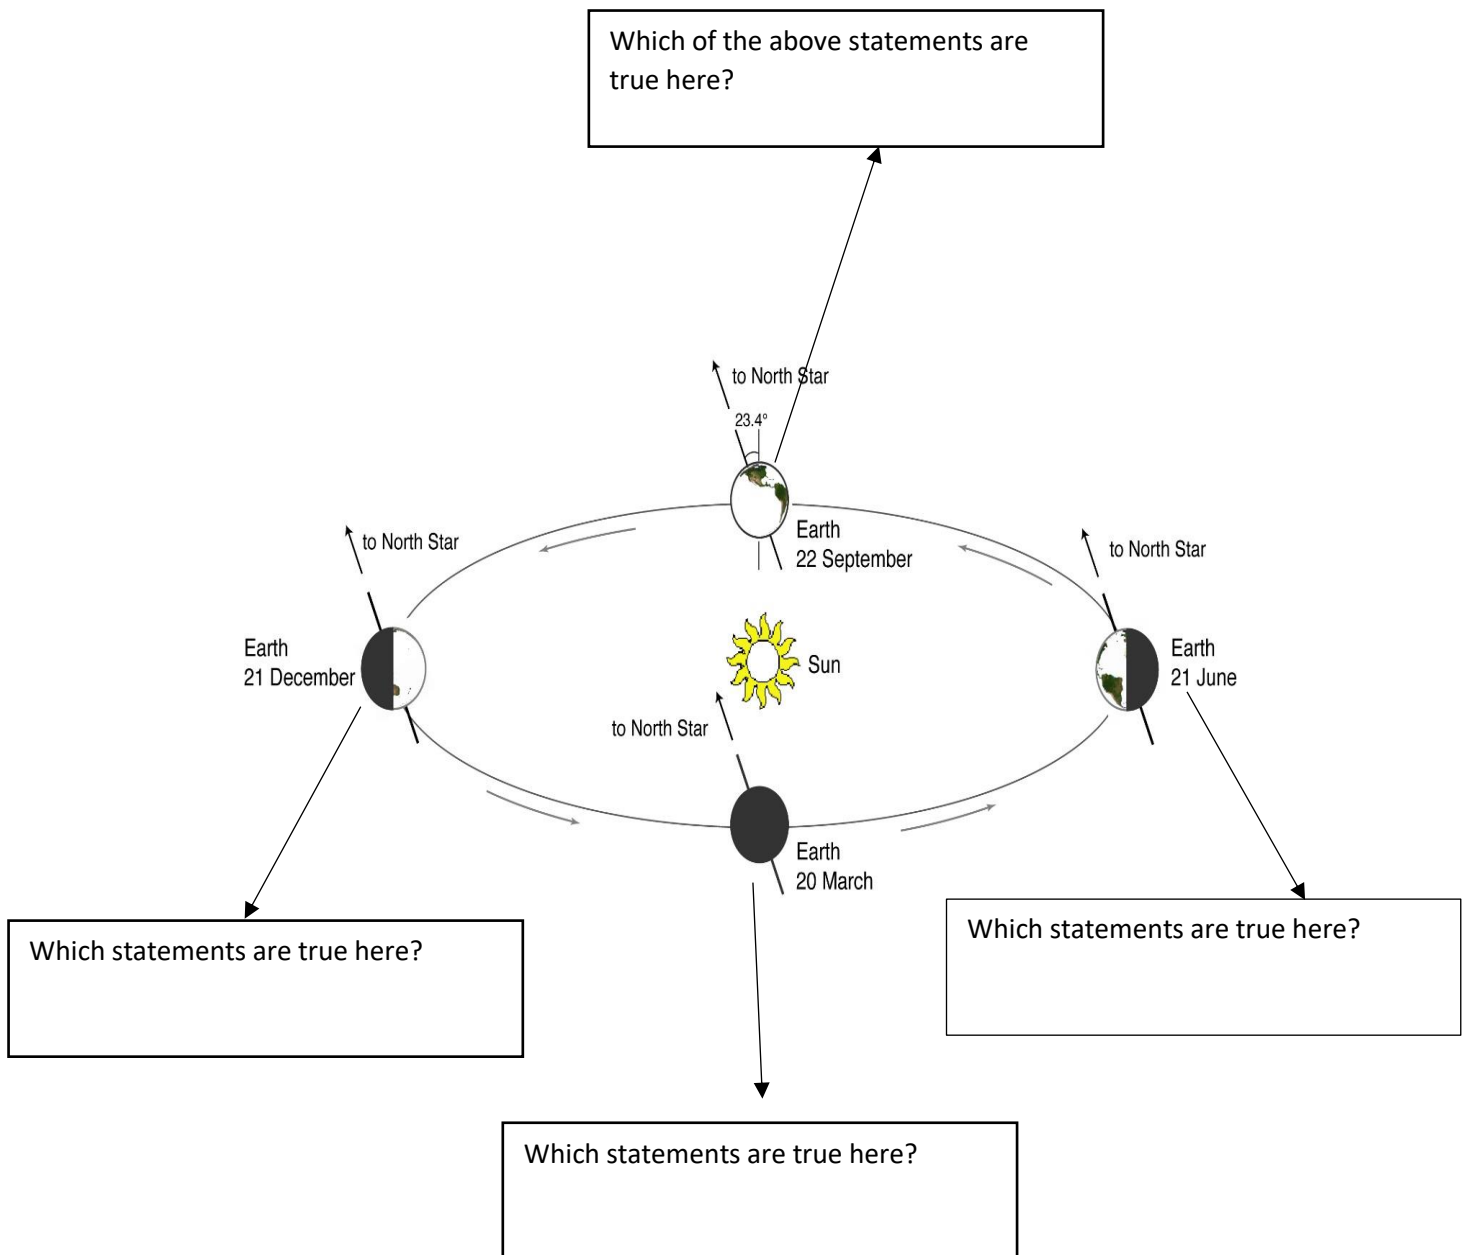 Which of the above statements are
true here?
to North Star
23.4°
Earth
22 September
to North Star
to North Star
Earth
21 December
Sun
Earth
21 June
to North Star
Earth
20 March
Which statements are true here?
Which statements are true here?
Which statements are true here?